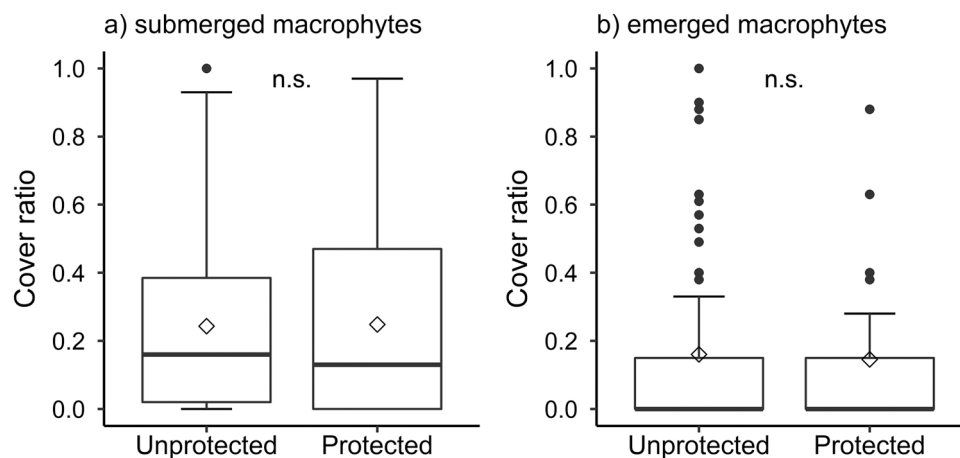 a) submerged macrophytes
n.s.
Cover ratio
1.0
0.8
0.6
0.4
0.2
0.0
Unprotected
Protected
b) emerged macrophytes
n.s.
Cover ratio
1.0
0.8
0.6
0.4
0.2
0.0
Unprotected
Protected